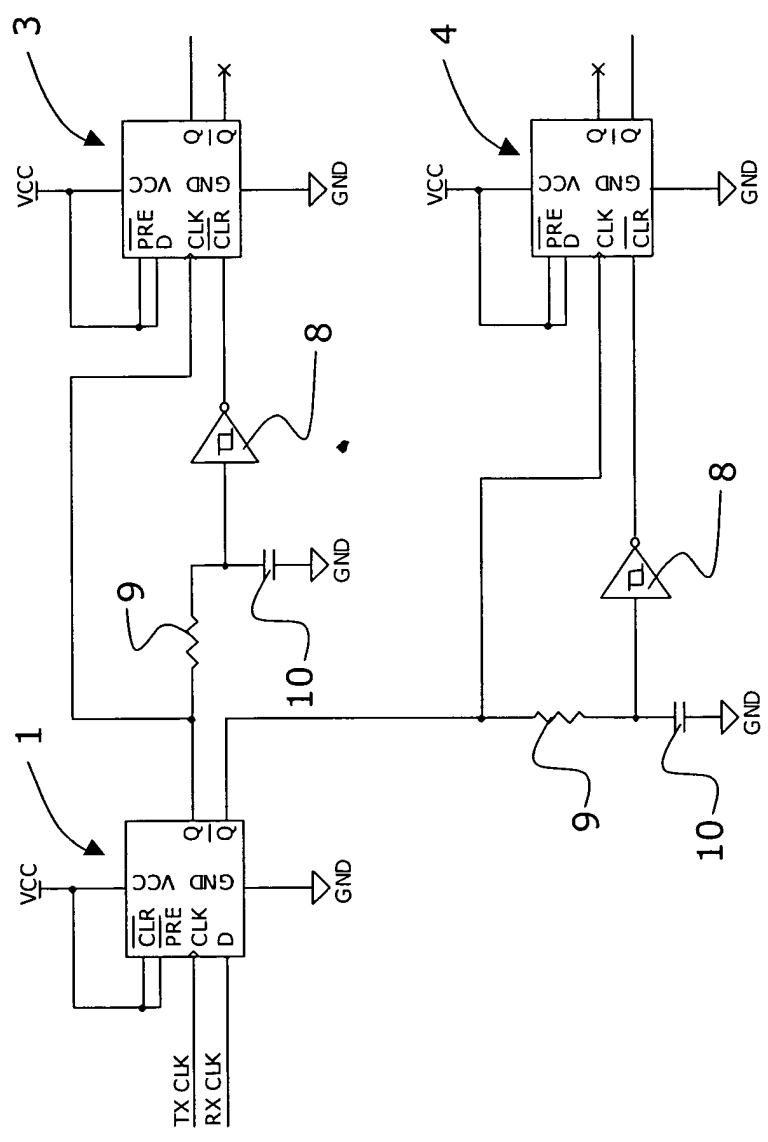 3
VCC
VCC
GND
PRE
D
CLK
CLR
Q
Q
GND
4
VCC
VCC
GND
PRE
D
CLK
CLR
Q
Q
GND
8
8
9
10
GND
9
10
GND
1
VCC
VCC
GND
CLR
PRE
CLK
D
Q
Q
GND
TX CLK
RX CLK